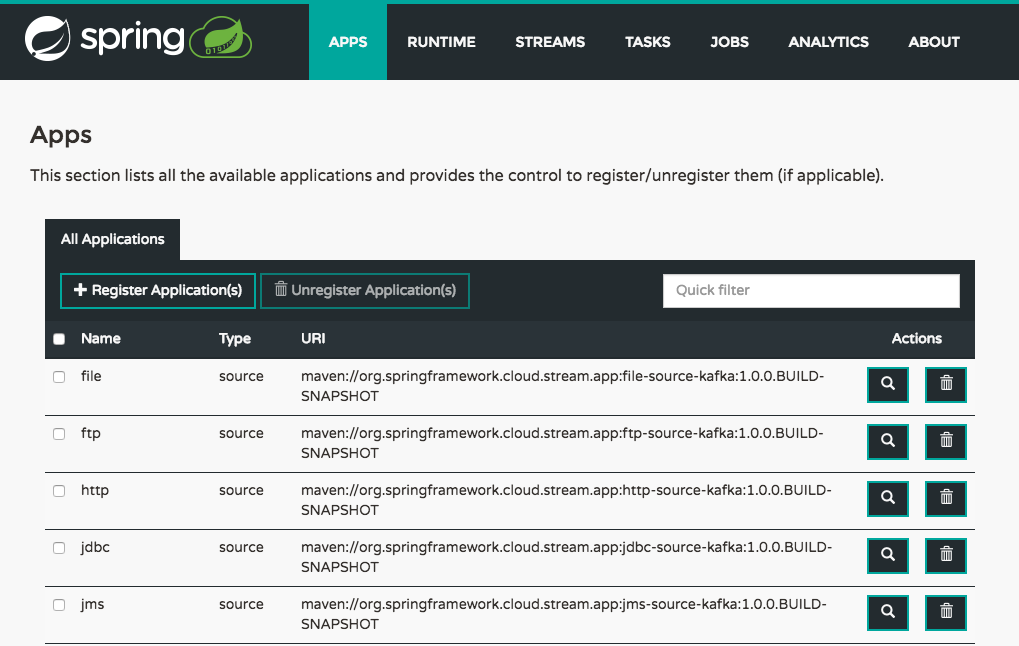 spring
APPS RUNTIME STREAMS TASKS JOBS ANALYTICS ABOUT
Apps
This section lists all the available applications and provides the control to register/unregister them (if applicable).
All Applications
Register Application(s) Unregister Application(s) Quick filter
Name Type URI Actions
file source maven://org.springframework.cloud.stream.app:file-source-kafka:1.0.0.BUILD-
SNAPSHOT
ftp source maven://org.springframework.cloud.stream.app:ftp-source-kafka:1.0.0.BUILD-
SNAPSHOT
http source maven://org.springframework.cloud.stream.app:http-source-kafka:1.0.0.BUILD-
SNAPSHOT
jdbc source maven://org.springframework.cloud.stream.app:jdbc-source-kafka:1.0.0.BUILD-
SNAPSHOT
jms source maven://org.springframework.cloud.stream.app:jms-source-kafka:1.0.0.BUILD-
SNAPSHOT